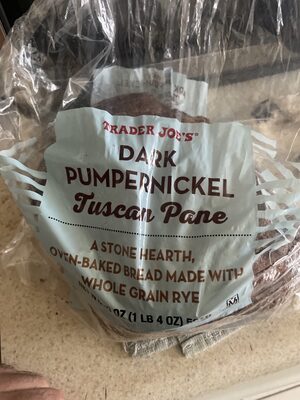 TRADER JOE'S®
DARK
PUMPERNICKEL
Tuscan Pane
A STONE HEARTH,
OVEN-BAKED BREAD MADE WITH
WHOLE GRAIN RYE
OZ (1 LB 4 OZ)